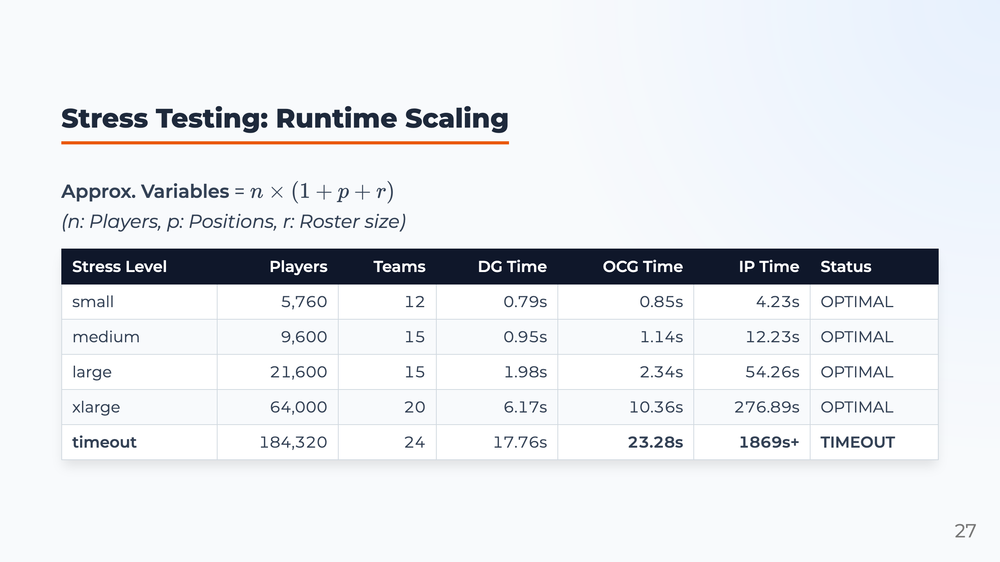 Stress Testing: Runtime Scaling
Approx. Variables = n × (1 + p + r)
(n: Players, p: Positions, r: Roster size)
Stress Level Players Teams DG Time OCG Time IP Time Status
small 5,760 12 0.79s 0.85s 4.23s OPTIMAL
medium 9,600 15 0.95s 1.14s 12.23s OPTIMAL
large 21,600 15 1.98s 2.34s 54.26s OPTIMAL
xlarge 64,000 20 6.17s 10.36s 276.89s OPTIMAL
timeout 184,320 24 17.76s 23.28s 1869s+ TIMEOUT
27